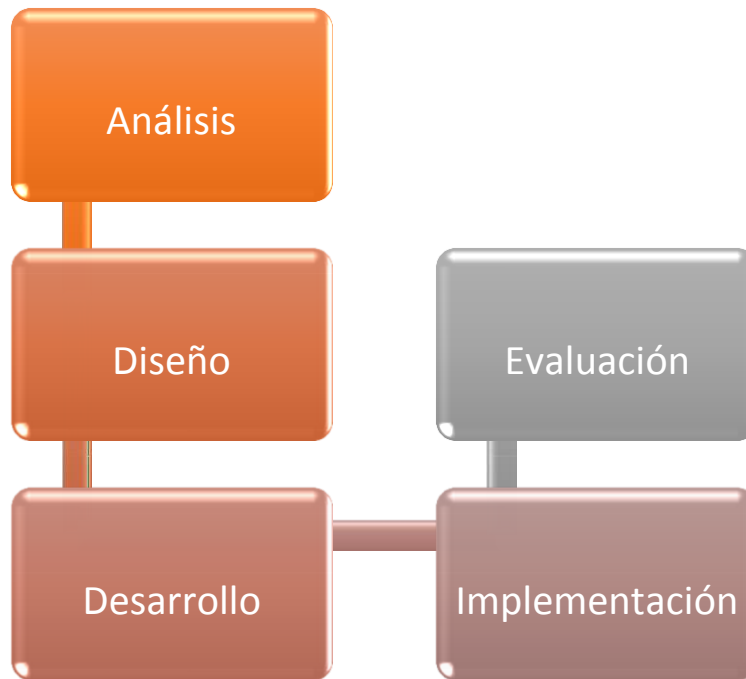 Análisis
Diseño
Desarrollo
Implementación
Evaluación